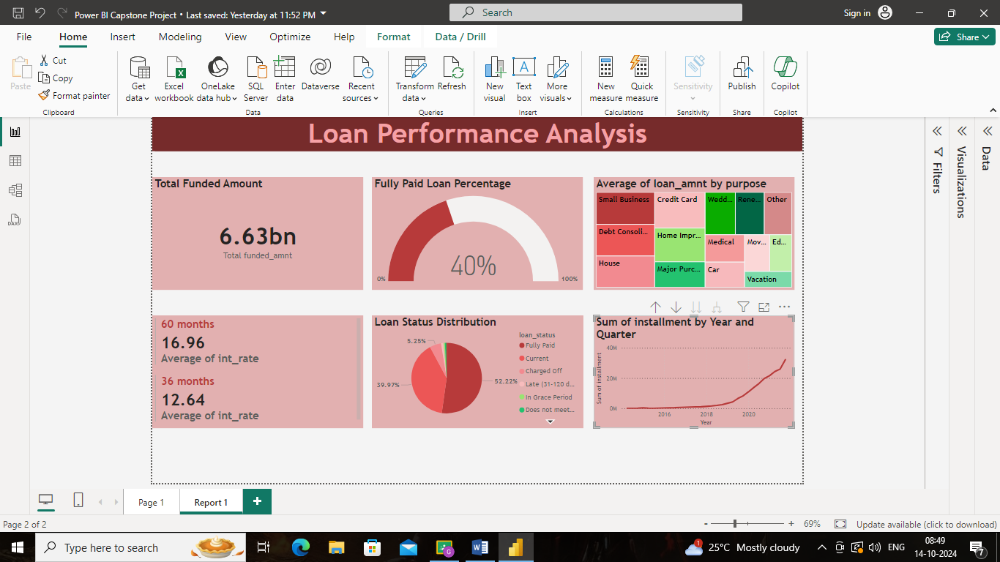 Power BI Capstone Project • Last saved: Yesterday at 11:52 PM
Search
Sign in
File Home Insert Modeling View Optimize Help Format Data / Drill
Share
Paste
Cut
Copy
Format painter
Clipboard
Get data
Excel workbook
OneLake data hub
SQL Server
Enter data
Dataverse
Recent sources
Data
Transform data
Refresh
Queries
New visual
Text box
More visuals
Insert
New measure
Quick measure
Calculations
Sensitivity
Sensitivity
Publish
Share
Copilot
Copilot
Loan Performance Analysis
Total Funded Amount
6.63bn
Total funded_amnt
Fully Paid Loan Percentage
40%
0%
100%
Average of loan_amnt by purpose
Small Business
Debt Consoli...
House
Credit Card
Home Impr...
Major Purc...
Wedd...
Rene...
Other
Medical
Mov...
Ed...
Car
Vacation
60 months
16.96
Average of int_rate
36 months
12.64
Average of int_rate
Loan Status Distribution
5.25%
39.97%
52.22%
loan_status
Fully Paid
Current
Charged Off
Late (31-120 d...
In Grace Period
Does not meet...
Sum of installment by Year and
Quarter
Sum of installment
40M
20M
0M
2016 2018 2020
Year
Filters
Visualizations
Data
Page 1
Report 1
Page 2 of 2
- + 69%
Update available (click to download)
Type here to search
1
25°C Mostly cloudy
ENG
08:49
14-10-2024
7